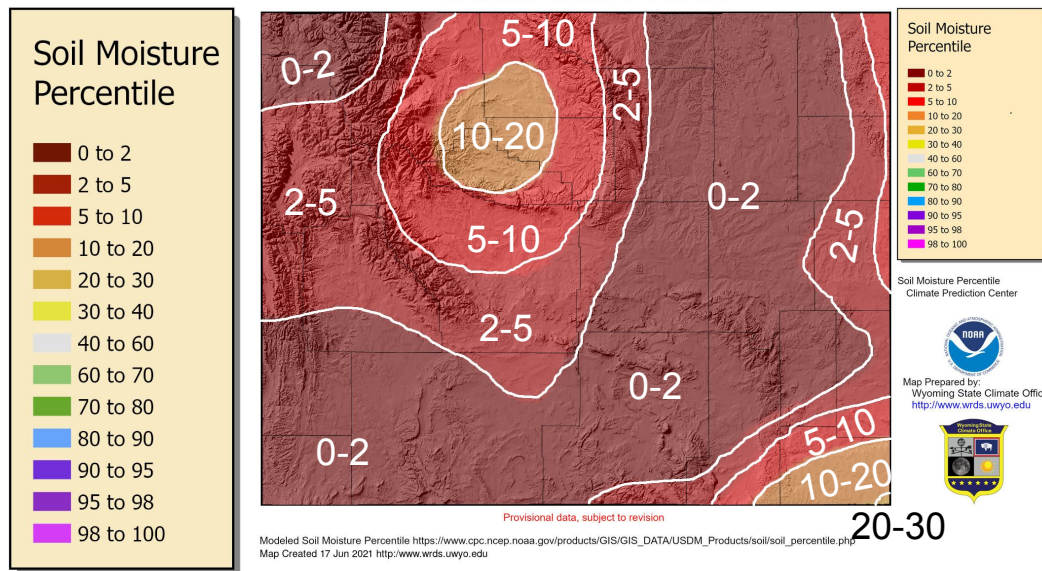 Soil Moisture
Percentile
0 to 2
2 to 5
5 to 10
10 to 20
20 to 30
30 to 40
40 to 60
60 to 70
70 to 80
80 to 90
90 to 95
95 to 98
98 to 100
5-10
0-2
2-5
10-20
0-2
2-5
2-5
5-10
2-5
0-2
0-2
5-10
10-20
20-30
Provisional data, subject to revision
Modeled Soil Moisture Percentile https://www.cpc.ncep.noaa.gov/products/GIS/GIS_DATA/USDM_Products/soil/soil_percentile.php
Map Created 17 Jun 2021 http:/www.wrds.uwyo.edu
Soil Moisture
Percentile
0 to 2
2 to 5
5 to 10
10 to 20
20 to 30
30 to 40
40 to 60
60 to 70
70 to 80
80 to 90
90 to 95
95 to 98
98 to 100
Soil Moisture Percentile
Climate Prediction Center
NOAA
Map Prepared by:
Wyoming State Climate Offic
http://www.wrds.uwyo.edu
Wyoming State
Climate Office